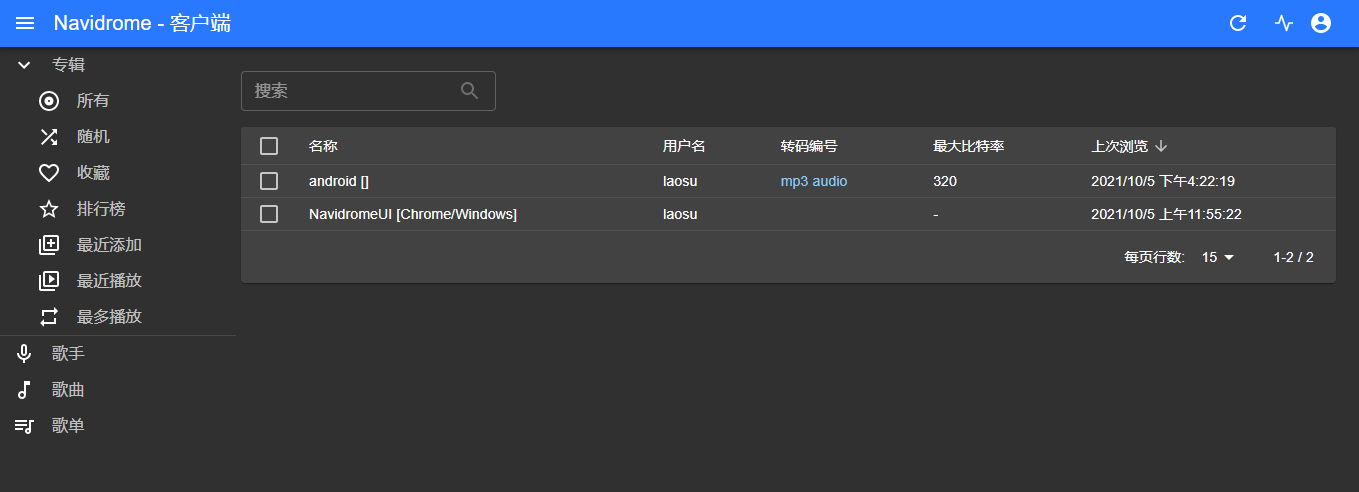 Navidrome - 客户端
专辑
所有
随机
收藏
排行榜
最近添加
最近播放
最多播放
歌手
歌曲
歌单
搜索
名称 用户名 转码编号 最大比特率 上次浏览
android [] laosu mp3 audio 320 2021/10/5 下午4:22:19
NavidromeUI [Chrome/Windows] laosu - 2021/10/5 上午11:55:22
每页行数: 15 1-2 / 2